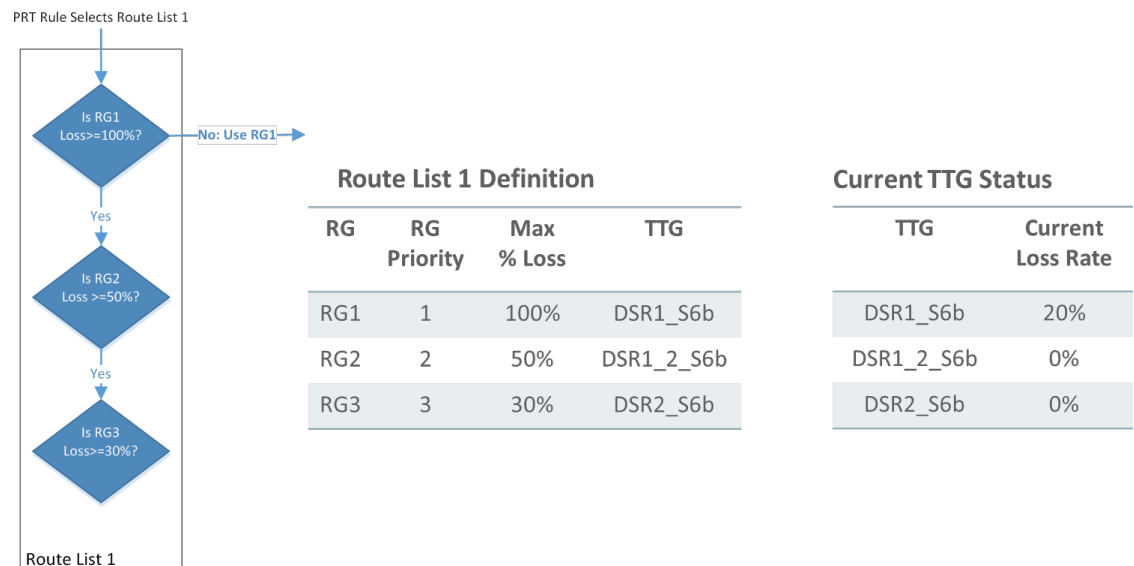 PRT Rule Selects Route List 1
Is RG1
Loss>=100%?
No: Use RG1
Yes
Is RG2
Loss >=50%?
Yes
Is RG3
Loss>=30%?
Route List 1
Route List 1 Definition
RG RG Priority Max % Loss TTG
RG1 1 100% DSR1_S6b
RG2 2 50% DSR1_2_S6b
RG3 3 30% DSR2_S6b
Current TTG Status
TTG Current Loss Rate
DSR1_S6b 20%
DSR1_2_S6b 0%
DSR2_S6b 0%